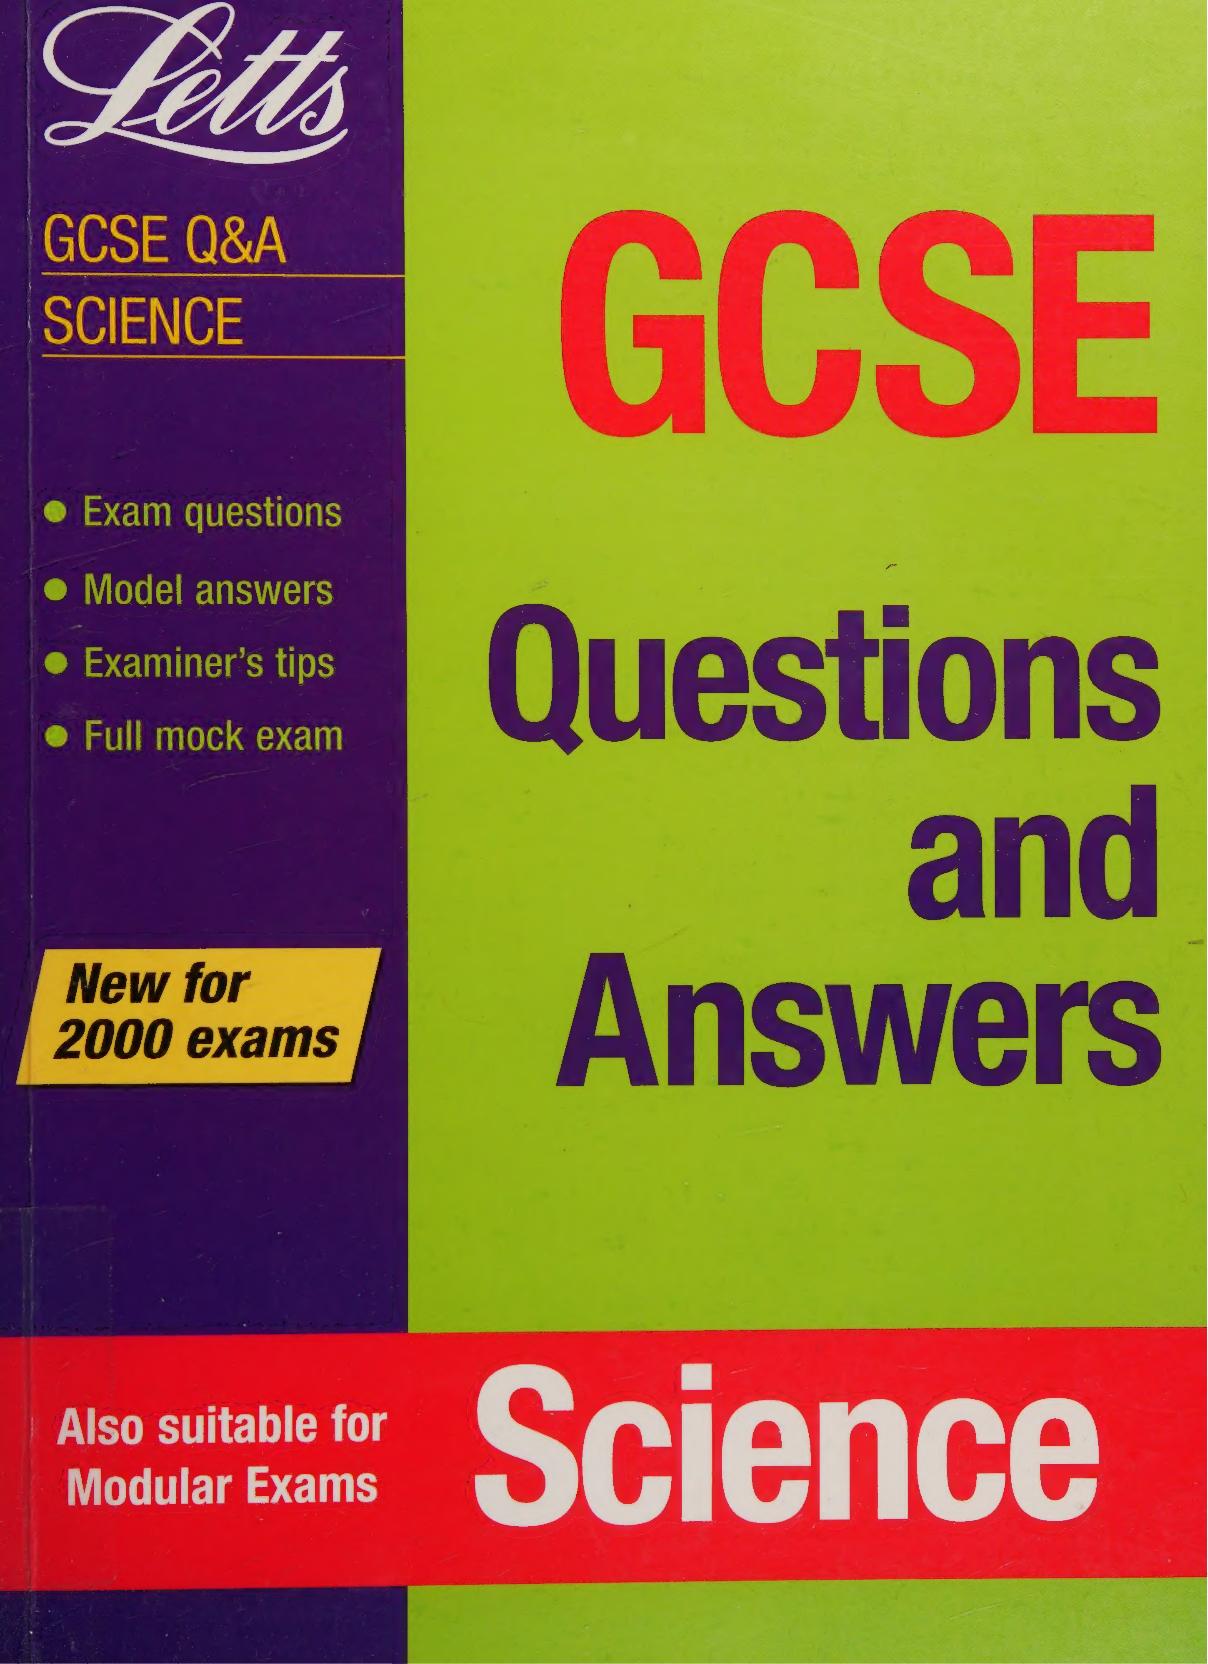 Letts
GCSE Q&A
SCIENCE
• Exam questions
• Model answers
• Examiner's tips
• Full mock exam
New for
2000 exams
GCSE
Questions
and
Answers
Also suitable for
Modular Exams
Science